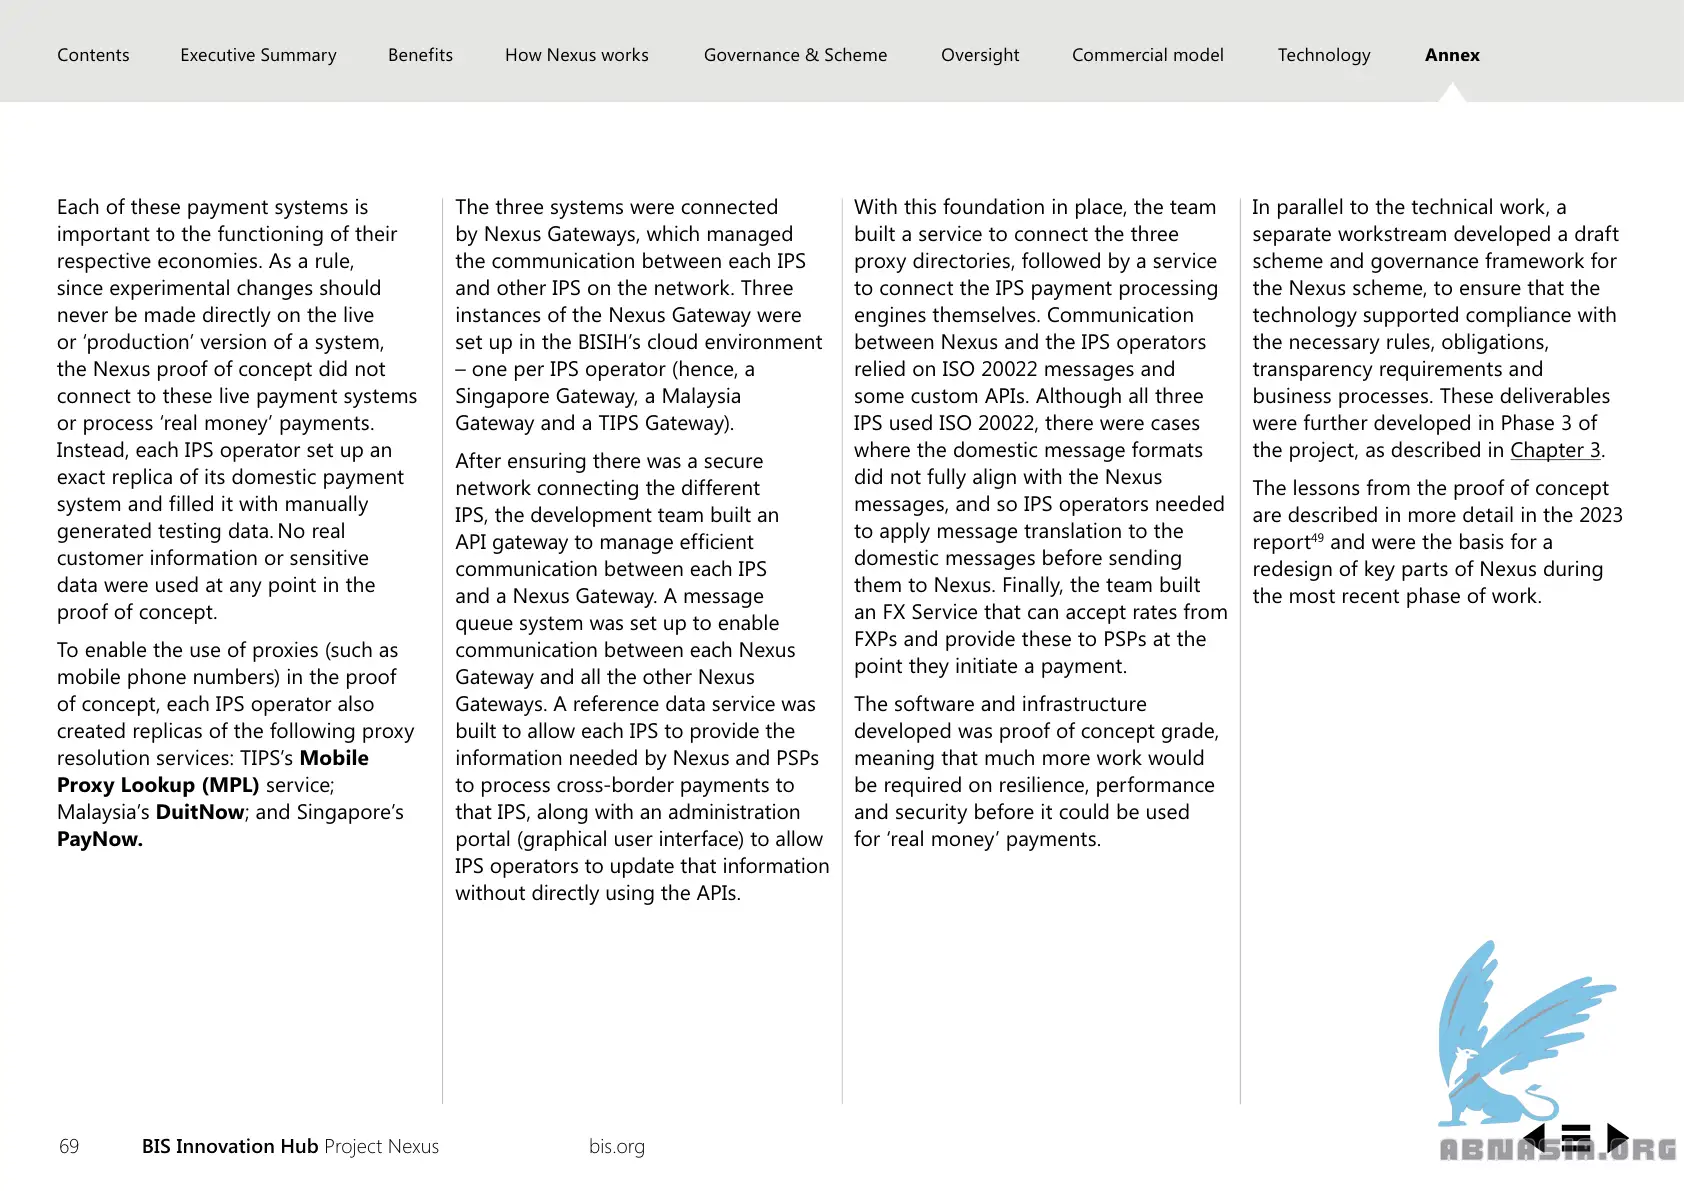 Contents
Executive Summary
Benefits
How Nexus works
Governance & Scheme
Oversight
Commercial model
Technology
Annex
Each of these payment systems is
important to the functioning of their
respective economies. As a rule,
since experimental changes should
never be made directly on the live
or ‘production’ version of a system,
the Nexus proof of concept did not
connect to these live payment systems
or process ‘real money’ payments.
Instead, each IPS operator set up an
exact replica of its domestic payment
system and filled it with manually
generated testing data. No real
customer information or sensitive
data were used at any point in the
proof of concept.
To enable the use of proxies (such as
mobile phone numbers) in the proof
of concept, each IPS operator also
created replicas of the following proxy
resolution services: TIPS’s Mobile
Proxy Lookup (MPL) service;
Malaysia’s DuitNow; and Singapore’s
PayNow.
The three systems were connected
by Nexus Gateways, which managed
the communication between each IPS
and other IPS on the network. Three
instances of the Nexus Gateway were
set up in the BISIH’s cloud environment
– one per IPS operator (hence, a
Singapore Gateway, a Malaysia
Gateway and a TIPS Gateway).
After ensuring there was a secure
network connecting the different
IPS, the development team built an
API gateway to manage efficient
communication between each IPS
and a Nexus Gateway. A message
queue system was set up to enable
communication between each Nexus
Gateway and all the other Nexus
Gateways. A reference data service was
built to allow each IPS to provide the
information needed by Nexus and PSPs
to process cross-border payments to
that IPS, along with an administration
portal (graphical user interface) to allow
IPS operators to update that information
without directly using the APIs.
With this foundation in place, the team
built a service to connect the three
proxy directories, followed by a service
to connect the IPS payment processing
engines themselves. Communication
between Nexus and the IPS operators
relied on ISO 20022 messages and
some custom APIs. Although all three
IPS used ISO 20022, there were cases
where the domestic message formats
did not fully align with the Nexus
messages, and so IPS operators needed
to apply message translation to the
domestic messages before sending
them to Nexus. Finally, the team built
an FX Service that can accept rates from
FXPs and provide these to PSPs at the
point they initiate a payment.
The software and infrastructure
developed was proof of concept grade,
meaning that much more work would
be required on resilience, performance
and security before it could be used
for ‘real money’ payments.
In parallel to the technical work, a
separate workstream developed a draft
scheme and governance framework for
the Nexus scheme, to ensure that the
technology supported compliance with
the necessary rules, obligations,
transparency requirements and
business processes. These deliverables
were further developed in Phase 3 of
the project, as described in Chapter 3.
The lessons from the proof of concept
are described in more detail in the 2023
report49 and were the basis for a
redesign of key parts of Nexus during
the most recent phase of work.
69
BIS Innovation Hub Project Nexus
bis.org
ABNASIA.ORG